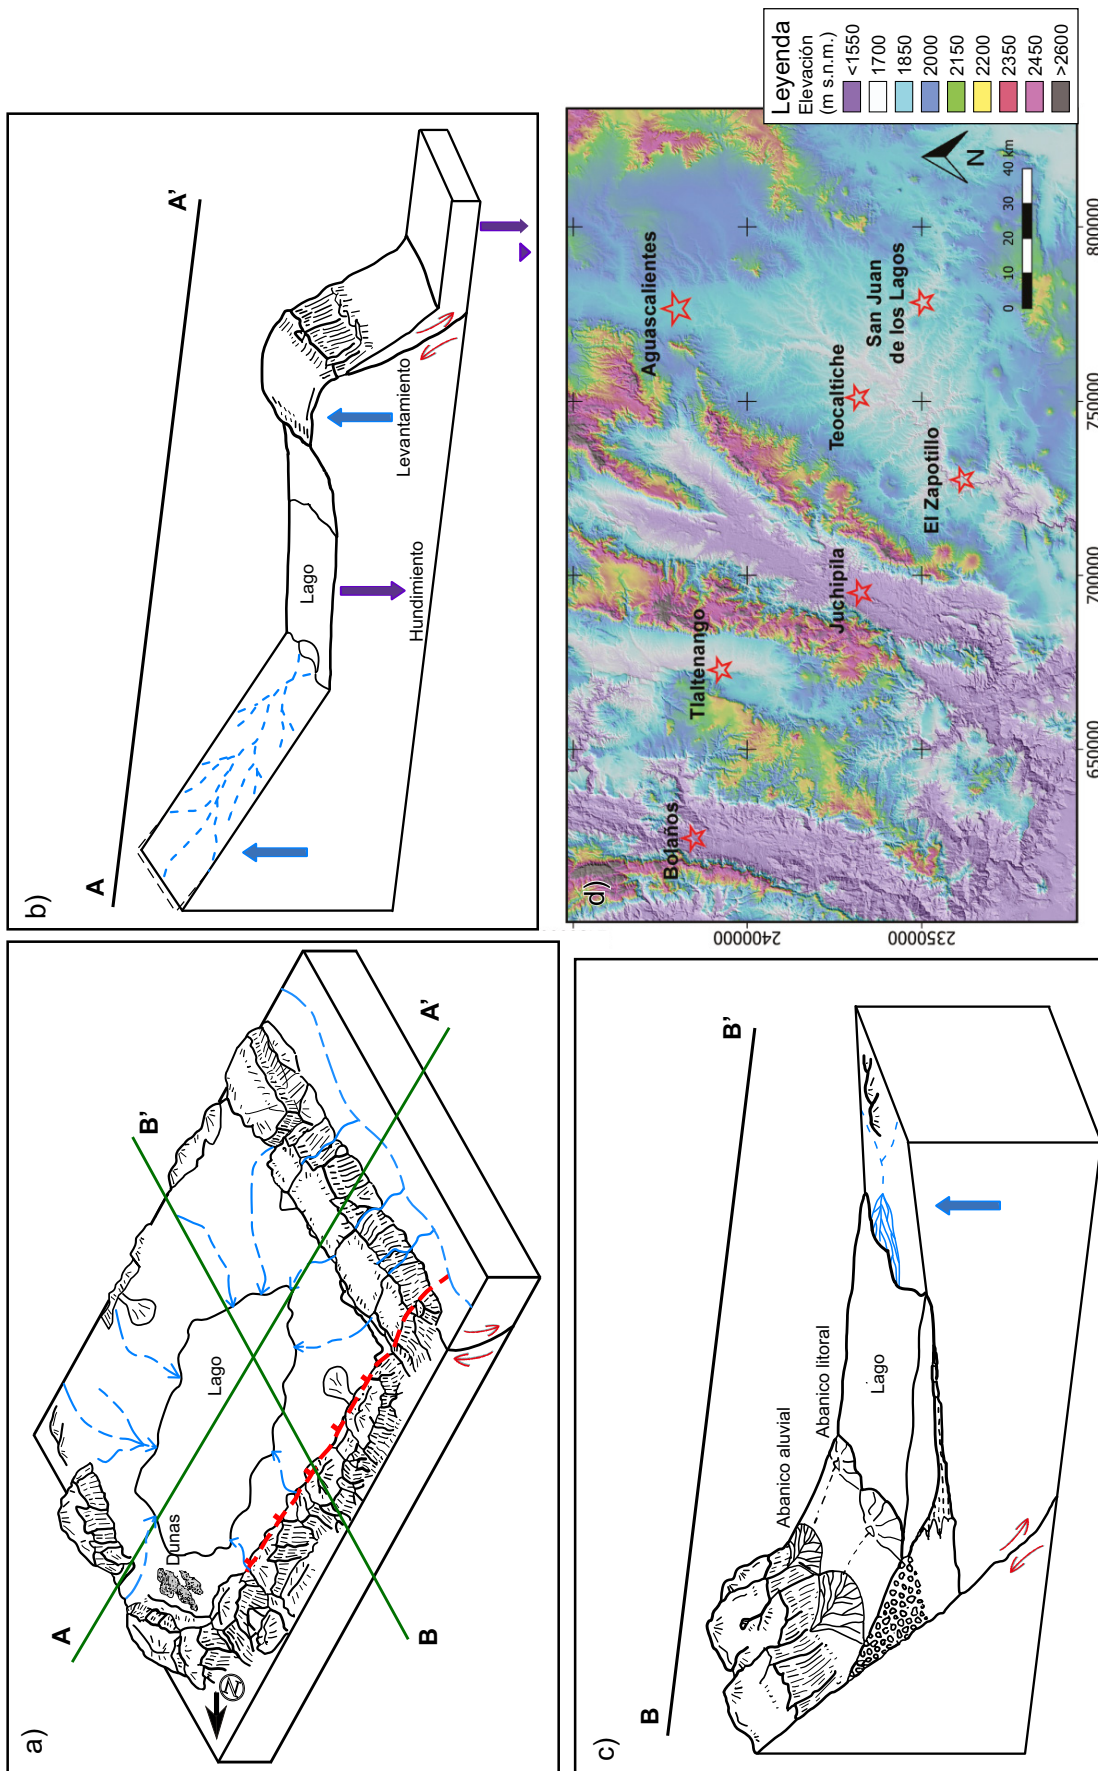 a)
A
A'
B
B'
Dunas
Lago
N
b)
A
A'
Lago
Levantamiento
Hundimiento
c)
B
B'
Abanico aluvial
Abanico litoral
Lago
d)
Bolaños
Tlaltenango
Juchipila
Aguascalientes
Teocaltiche
San Juan
de los Lagos
El Zapotillo
N
0 10 20 30 40 km
2400000
2350000
650000
700000
750000
800000
Leyenda
Elevación
(m s.n.m.)
<1550
1700
1850
2000
2150
2200
2350
2450
>2600